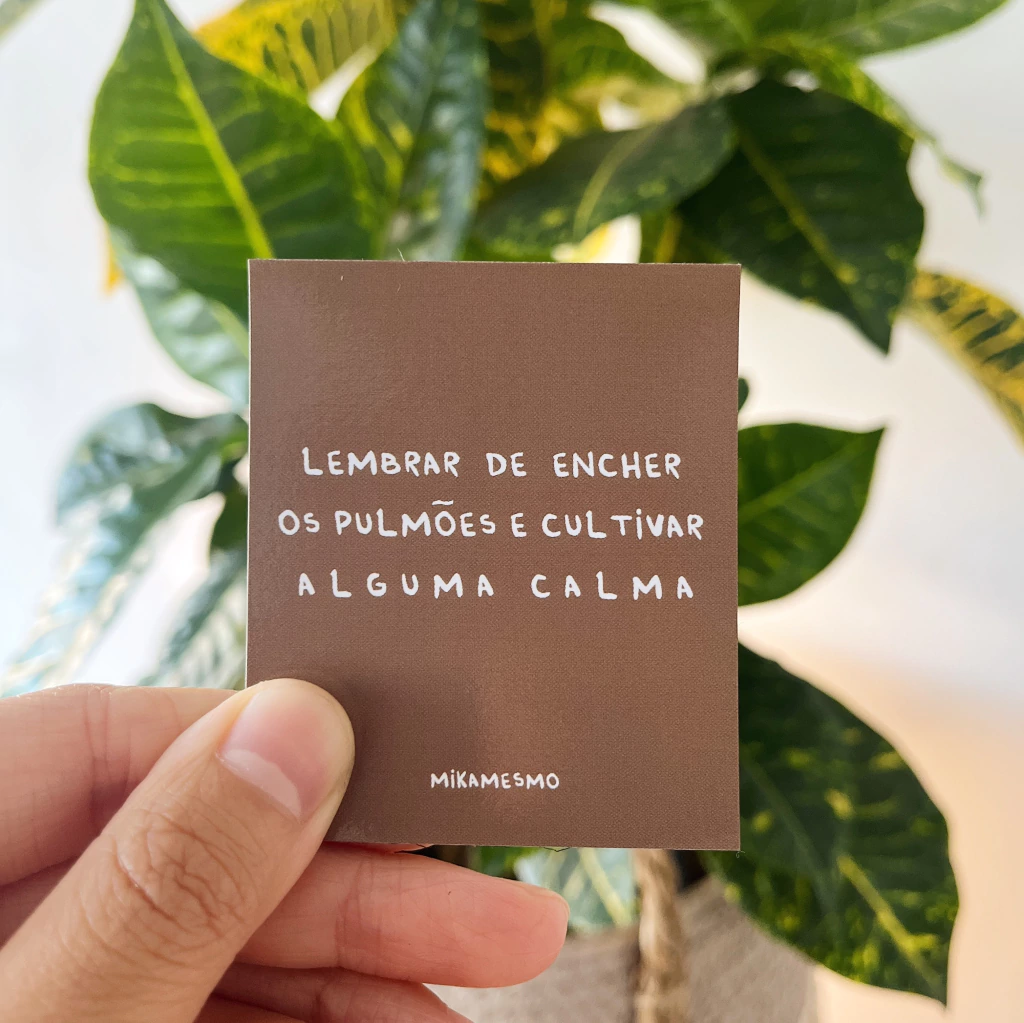 LEMBRAR DE ENCHER
OS PULMÕES E CULTIVAR
ALGUMA CALMA
MIKAMESMO